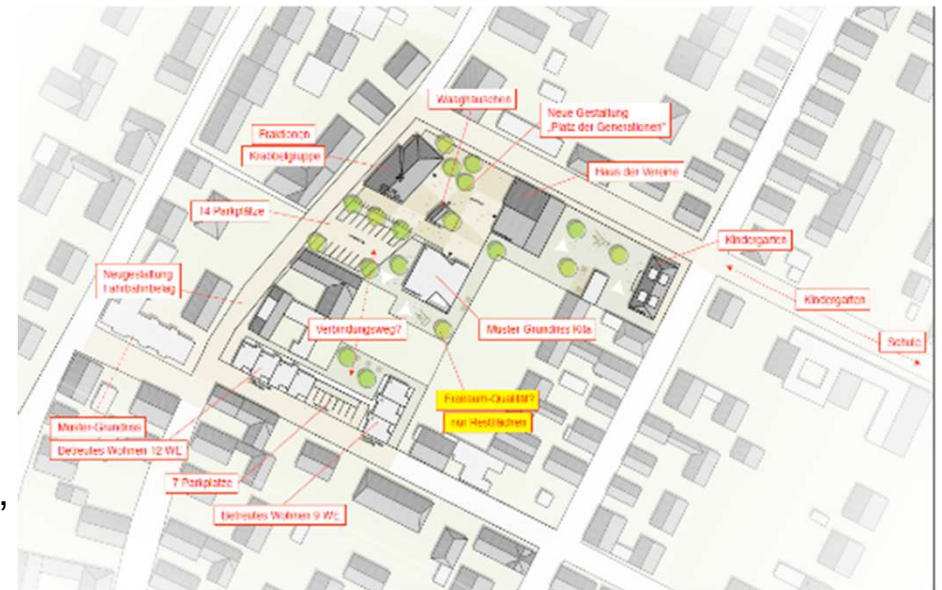 Waaghäuschen
Neue Gestaltung
„Platz der Generationen"
Fraktionen
Krabbelgruppe
Haus der Vereine
14 Parkplätze
Kindergarten
Neugestaltung
Fahrbahnbelag
Kindergarten
Verbindungsweg?
Muster Grundriss Kita
Schule
Freiraum-Qualität?
nur Restflächen
Muster-Grundriss
Betreutes Wohnen 12 WE
7 Parkplätze
Betreutes Wohnen 9 WE
,